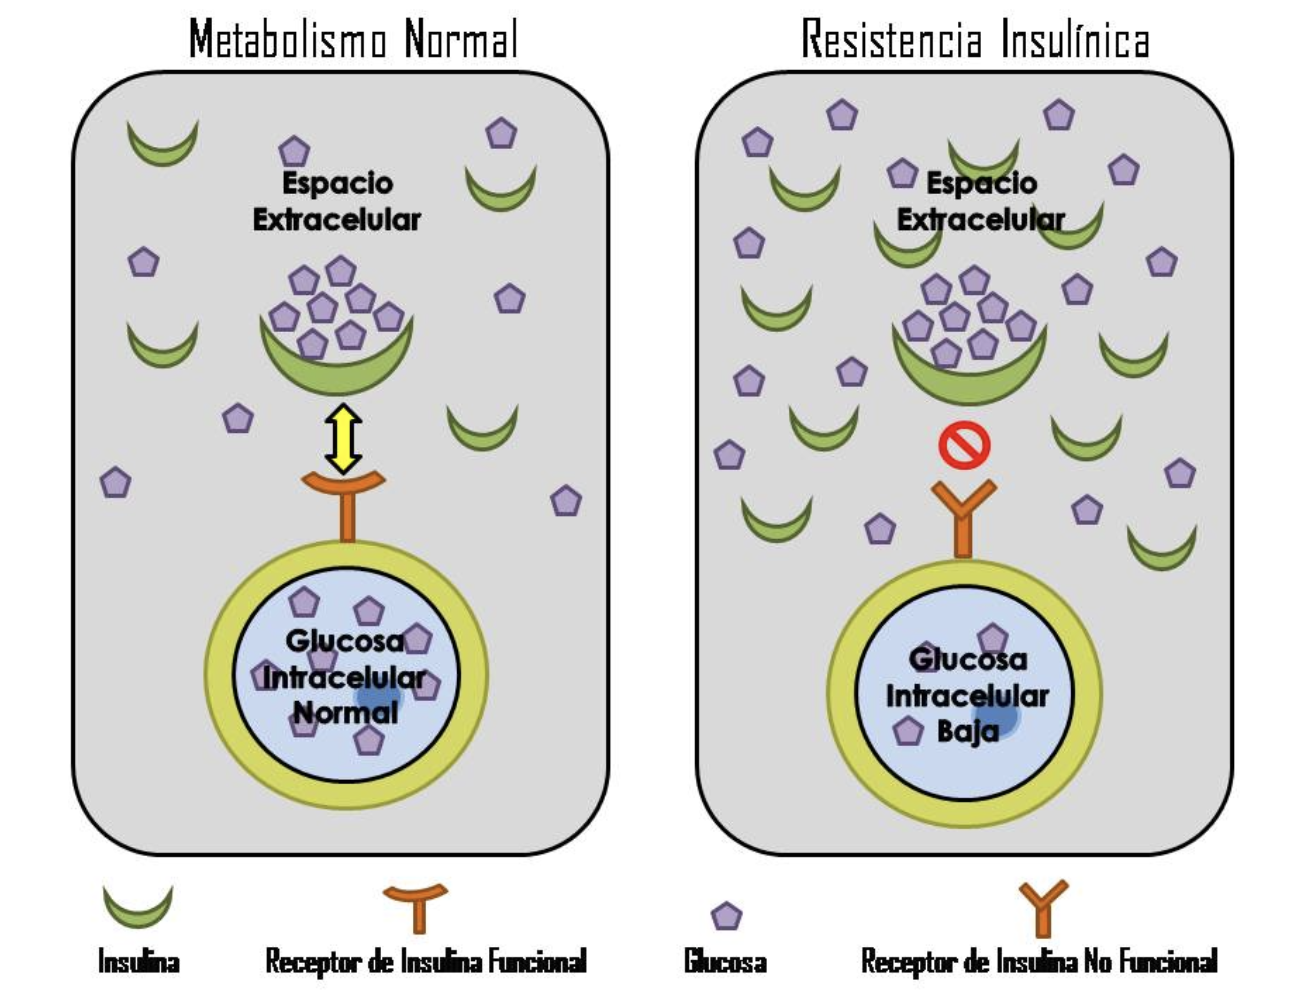 Metabolismo Normal
Resistencia Insulínica
Espacio
Extracelular
Glucosa
Intracelular
Normal
Espacio
Extracelular
Glucosa
Intracelular
Baja
Insulina
Receptor de Insulina Funcional
Glucosa
Receptor de Insulina No Funcional